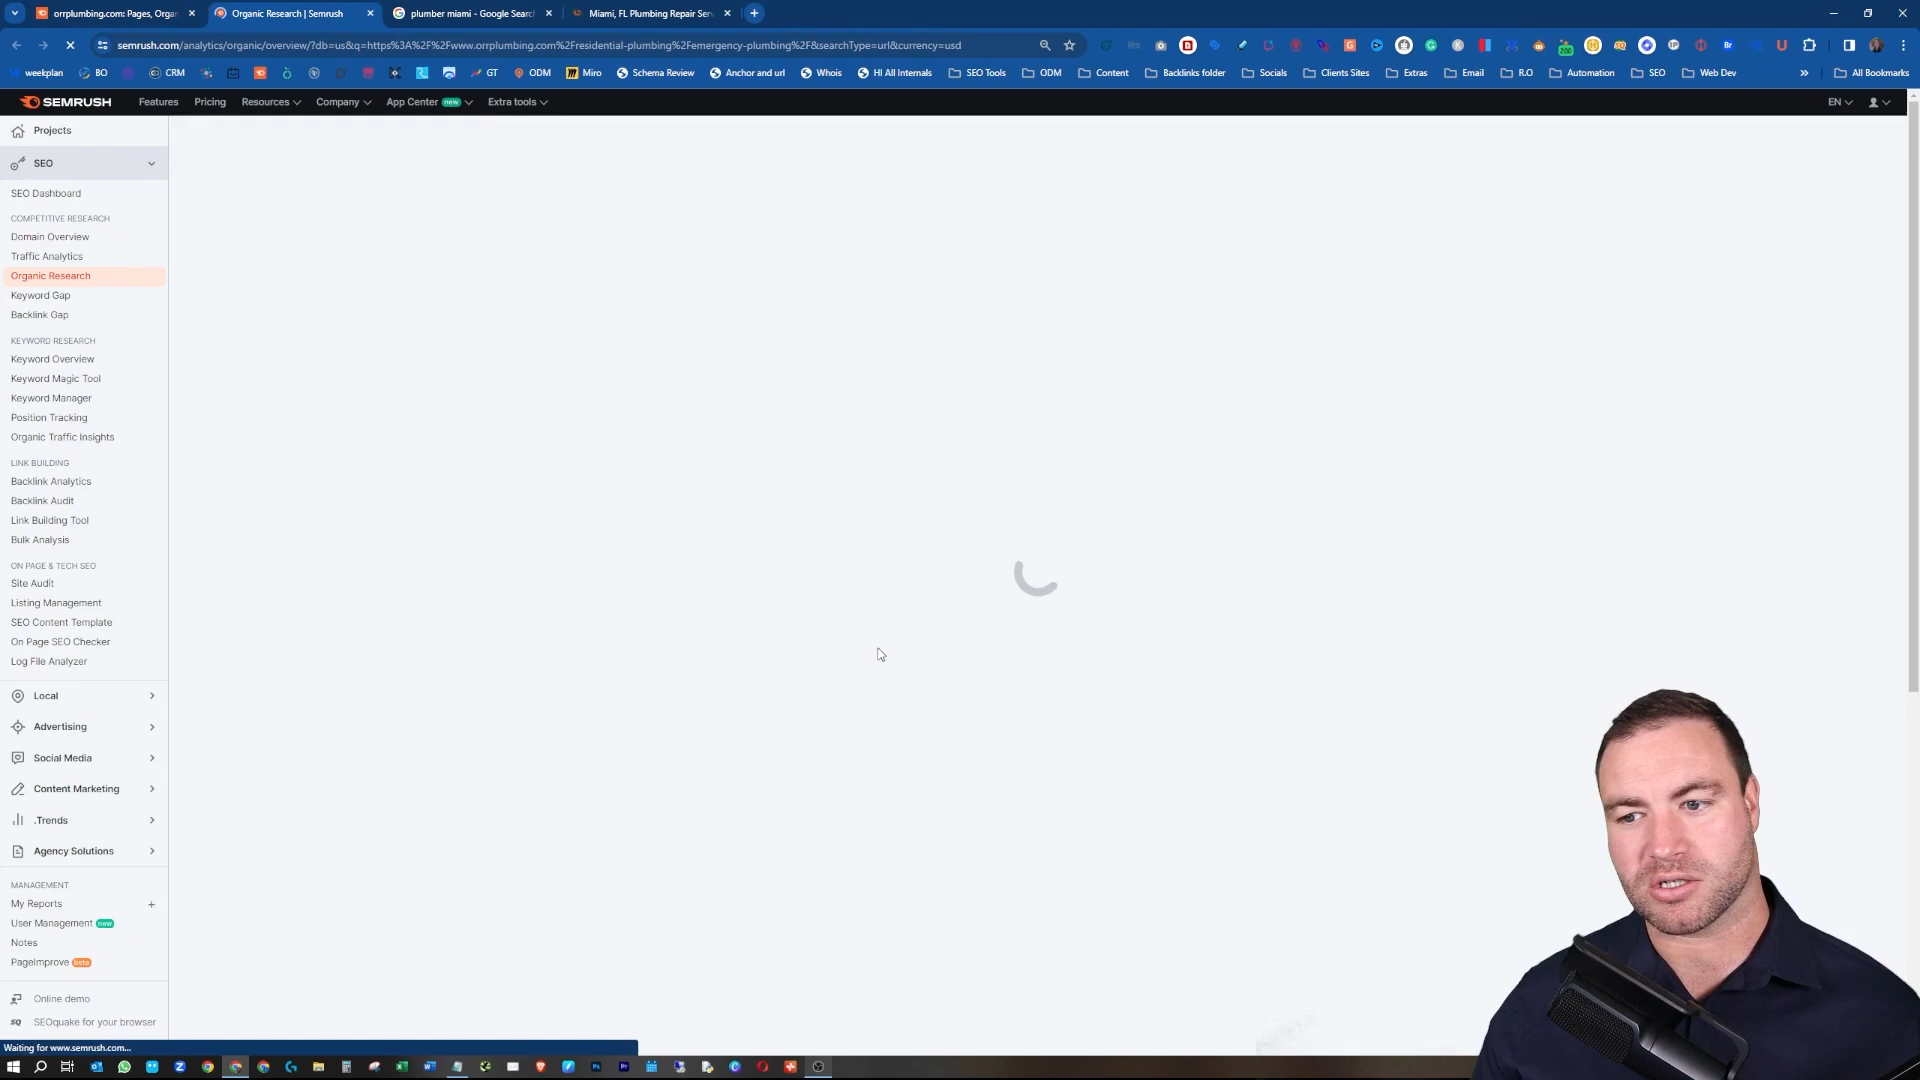 orrplumbing.com: Pages, Organ
Organic Research | Semrush
plumber miami - Google Search
Miami, FL Plumbing Repair Serv
semrush.com/analytics/organic/overview/?db=us&q=https%3A%2F%2Fwww.orrplumbing.com%2Fresidential-plumbing%2Femergency-plumbing%2F&searchType=url&currency=usd
weekplan
BO
CRM
GT
ODM
Miro
Schema Review
Anchor and url
Whois
HI All Internals
SEO Tools
ODM
Content
Backlinks folder
Socials
Clients Sites
Extras
Email
R.O
Automation
SEO
Web Dev
All Bookmarks
SEMRUSH
Features
Pricing
Resources
Company
App Center new
Extra tools
EN
Projects
SEO
SEO Dashboard
COMPETITIVE RESEARCH
Domain Overview
Traffic Analytics
Organic Research
Keyword Gap
Backlink Gap
KEYWORD RESEARCH
Keyword Overview
Keyword Magic Tool
Keyword Manager
Position Tracking
Organic Traffic Insights
LINK BUILDING
Backlink Analytics
Backlink Audit
Link Building Tool
Bulk Analysis
ON PAGE & TECH SEO
Site Audit
Listing Management
SEO Content Template
On Page SEO Checker
Log File Analyzer
Local
Advertising
Social Media
Content Marketing
.Trends
Agency Solutions
MANAGEMENT
My Reports +
User Management new
Notes
PageImprove beta
Online demo
SEOquake for your browser
Waiting for www.semrush.com...